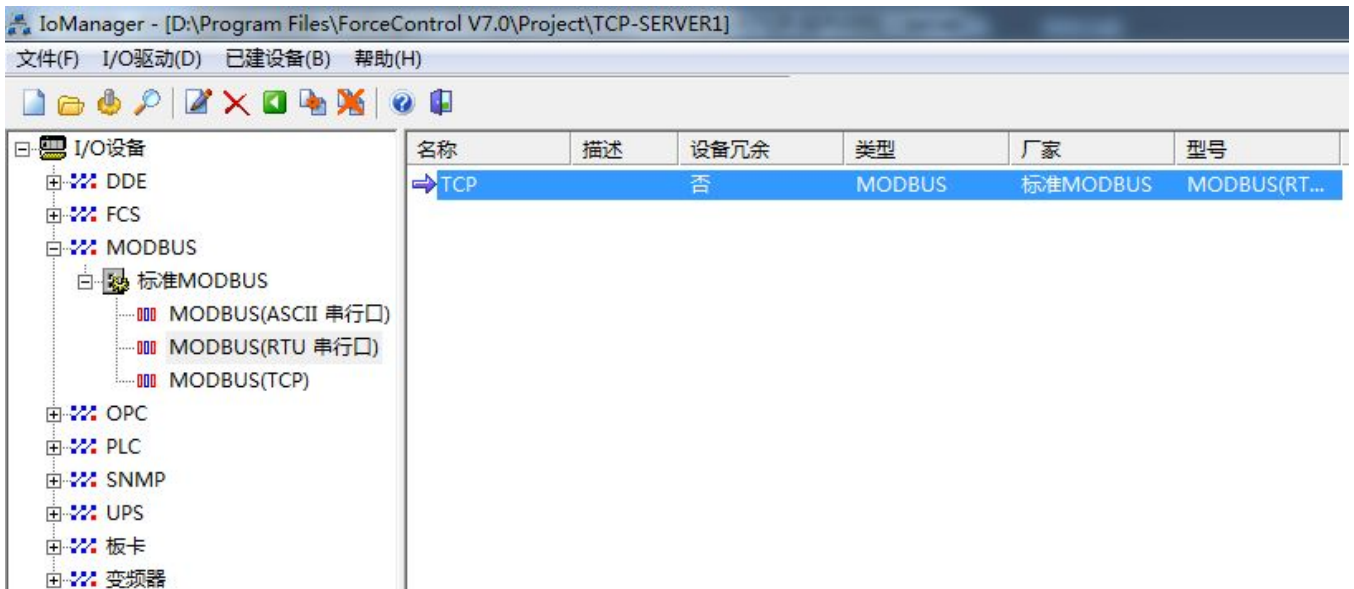 IoManager - [D:\Program Files\ForceControl V7.0\Project\TCP-SERVER1]
文件(F) I/O驱动(D) 已建设备(B) 帮助(H)
I/O设备
DDE
FCS
MODBUS
标准MODBUS
MODBUS(ASCII 串行口)
MODBUS(RTU 串行口)
MODBUS(TCP)
OPC
PLC
SNMP
UPS
板卡
变频器
名称 描述 设备冗余 类型 厂家 型号
TCP 否 MODBUS 标准MODBUS MODBUS(RT...